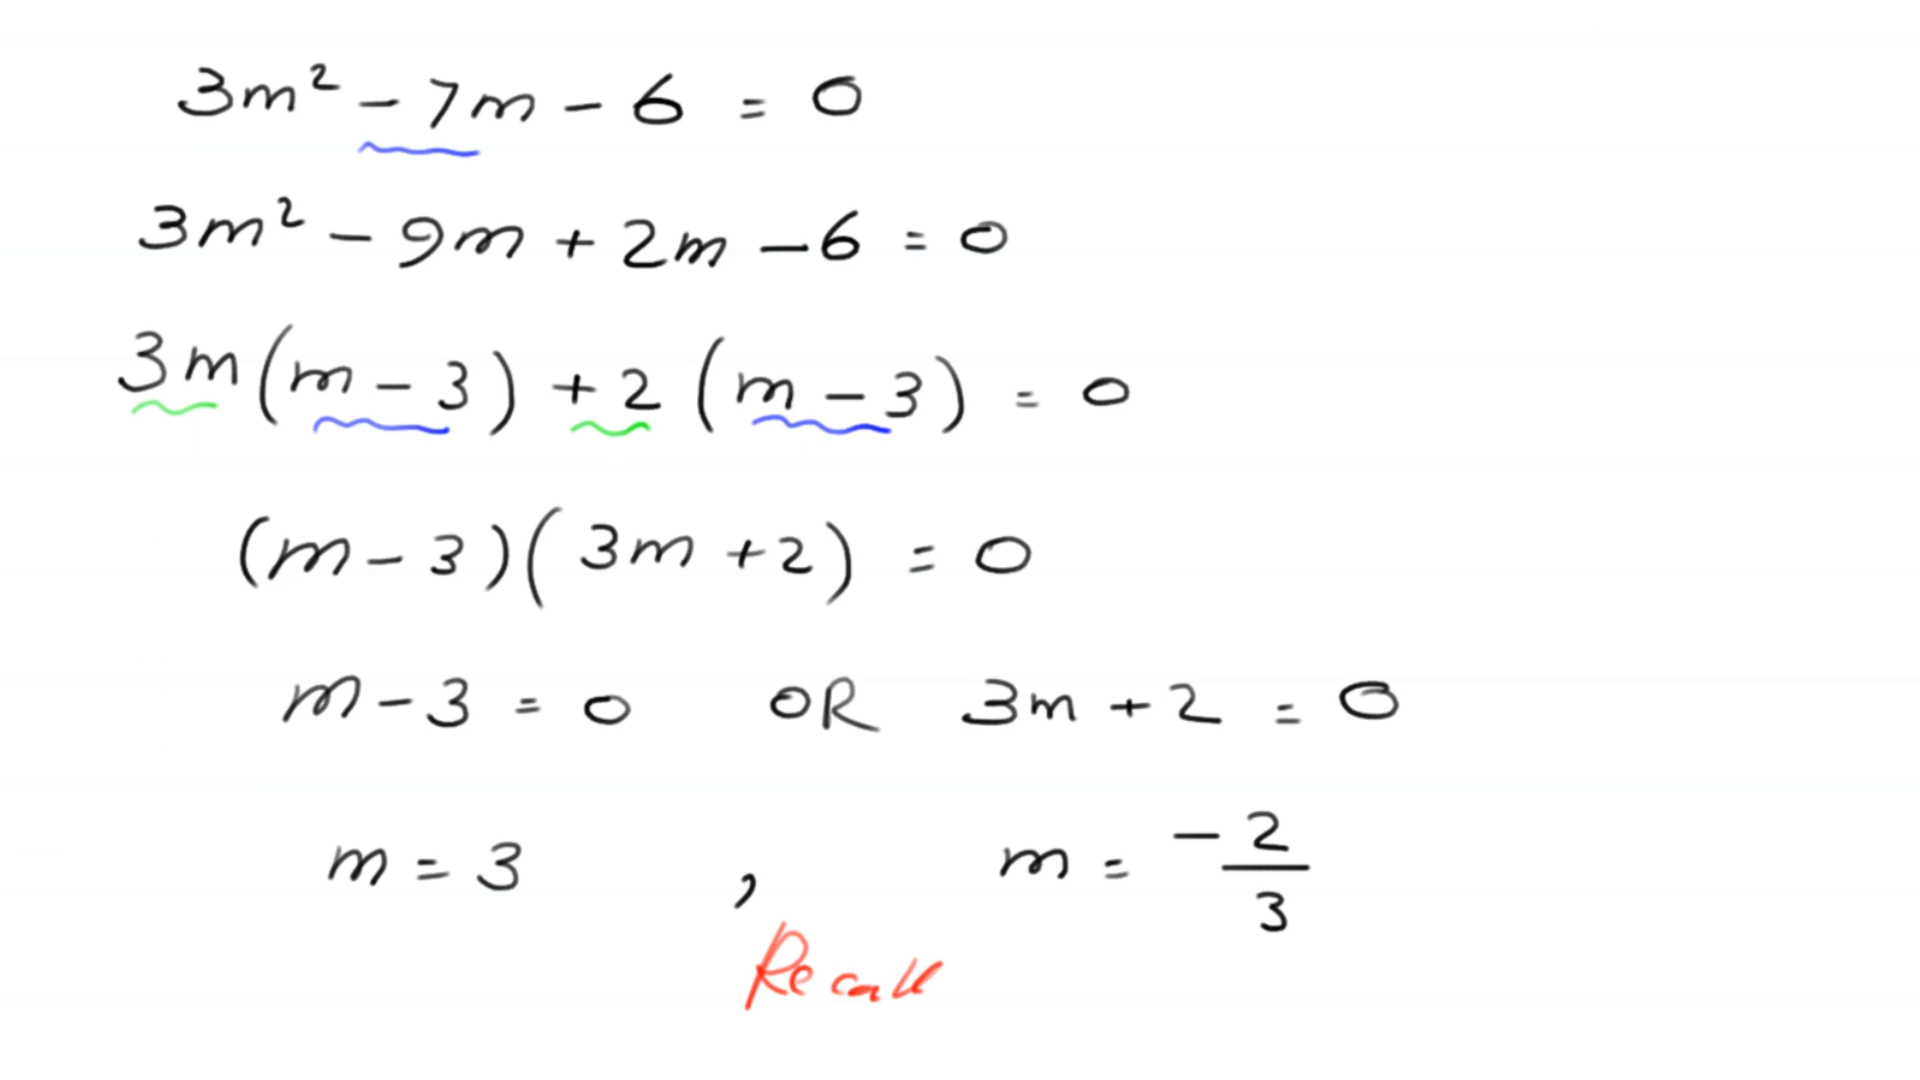 3m² - 7m - 6 = 0
3m² - 9m + 2m - 6 = 0
3m(m - 3) + 2(m - 3) = 0
(m - 3)(3m + 2) = 0
m - 3 = 0 OR 3m + 2 = 0
m = 3 , m = -2/3
Recall